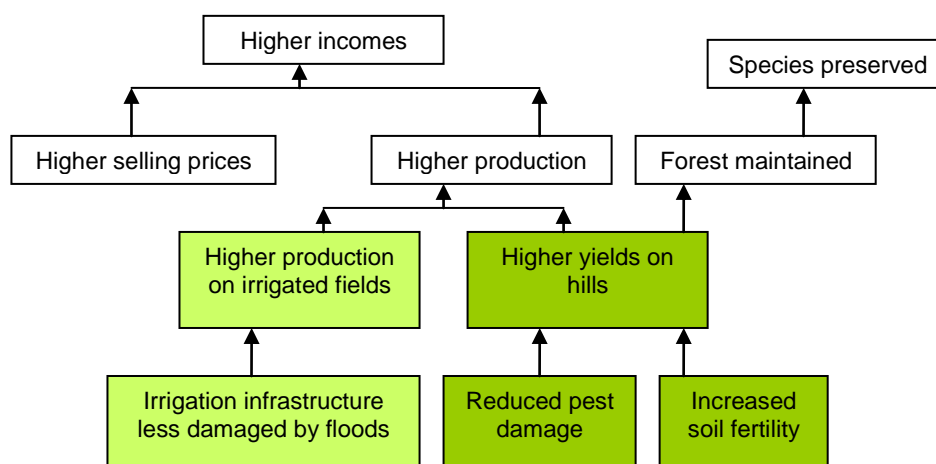 Higher incomes
Species preserved
Higher selling prices
Higher production
Forest maintained
Higher production
on irrigated fields
Higher yields on
hills
Irrigation infrastructure
less damaged by floods
Reduced pest
damage
Increased
soil fertility